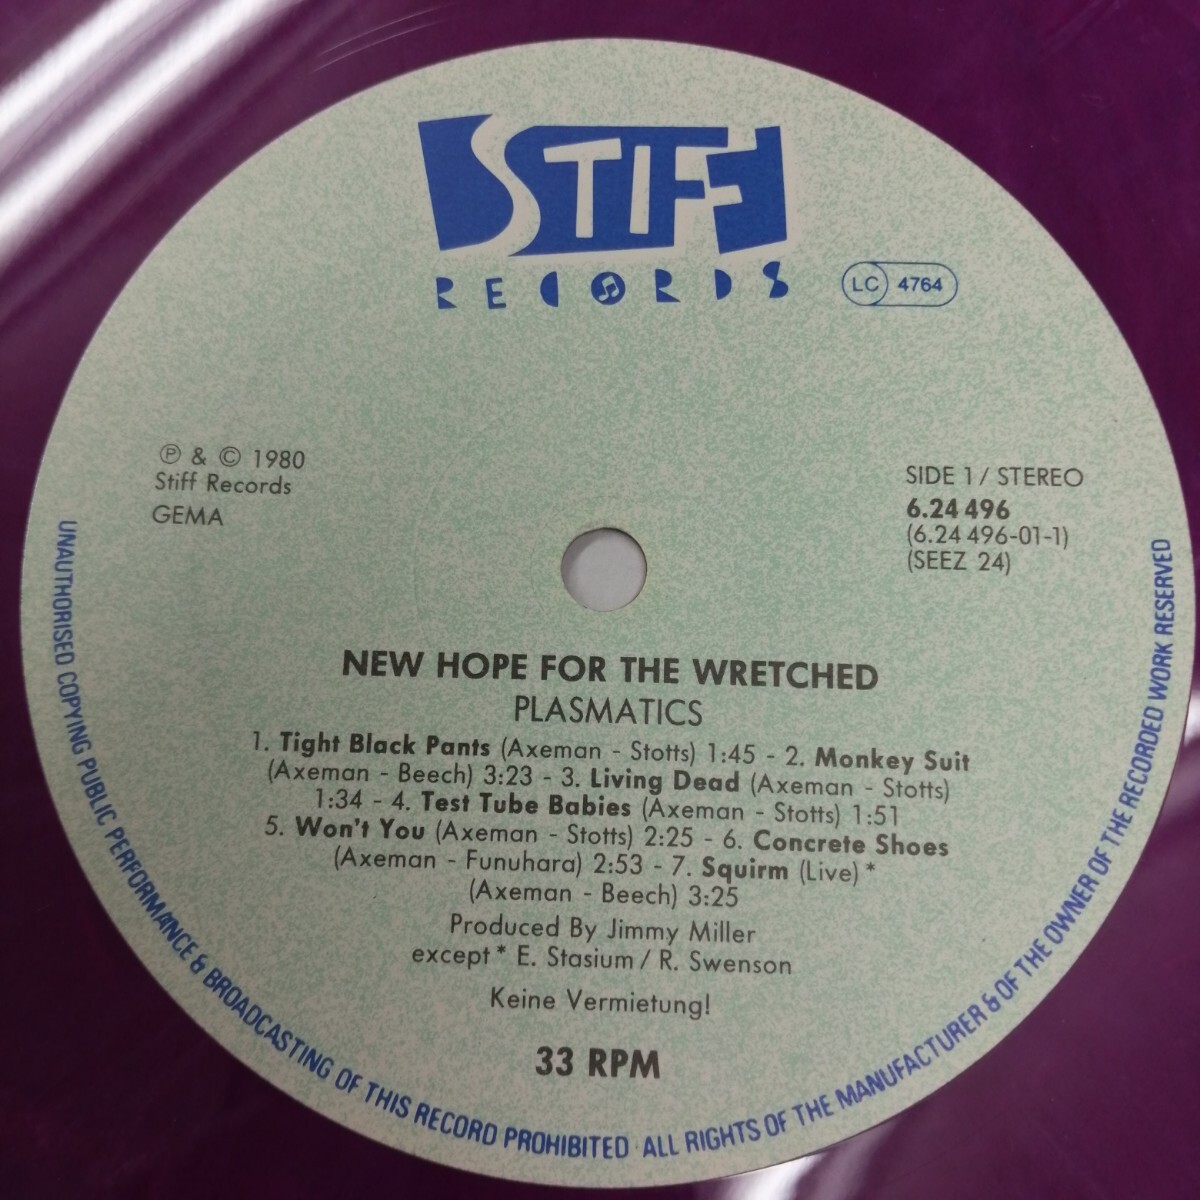 STIFF
RECORDS
LC 4764
℗ & © 1980
Stiff Records
GEMA
SIDE 1 / STEREO
6.24 496
(6.24 496-01-1)
(SEEZ 24)
NEW HOPE FOR THE WRETCHED
PLASMATICS
1. Tight Black Pants (Axeman - Stotts) 1:45 - 2. Monkey Suit
(Axeman - Beech) 3:23 - 3. Living Dead (Axeman - Stotts)
1:34 - 4. Test Tube Babies (Axeman - Stotts) 1:51
5. Won't You (Axeman - Stotts) 2:25 - 6. Concrete Shoes
(Axeman - Funuhara) 2:53 - 7. Squirm (Live) *
(Axeman - Beech) 3:25
Produced By Jimmy Miller
except * E. Stasium / R. Swenson
Keine Vermietung!
33 RPM
UNAUTHORISED COPYING PUBLIC PERFORMANCE & BROADCASTING OF THIS RECORD PROHIBITED · ALL RIGHTS OF THE MANUFACTURER & OF THE OWNER OF THE RECORDED WORK RESERVED